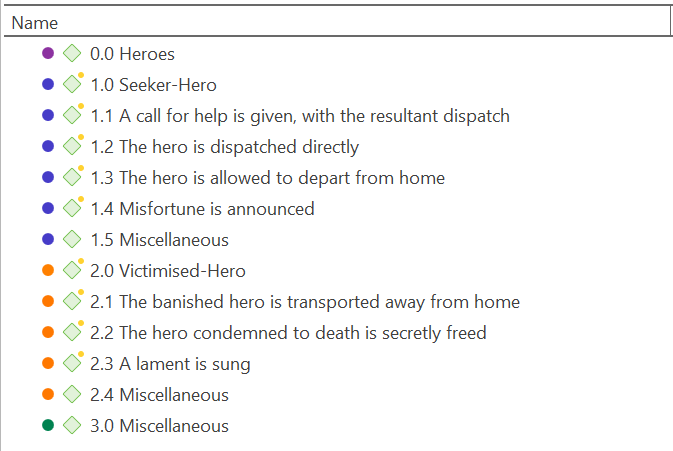 Name
0.0 Heroes
1.0 Seeker-Hero
1.1 A call for help is given, with the resultant dispatch
1.2 The hero is dispatched directly
1.3 The hero is allowed to depart from home
1.4 Misfortune is announced
1.5 Miscellaneous
2.0 Victimised-Hero
2.1 The banished hero is transported away from home
2.2 The hero condemned to death is secretly freed
2.3 A lament is sung
2.4 Miscellaneous
3.0 Miscellaneous